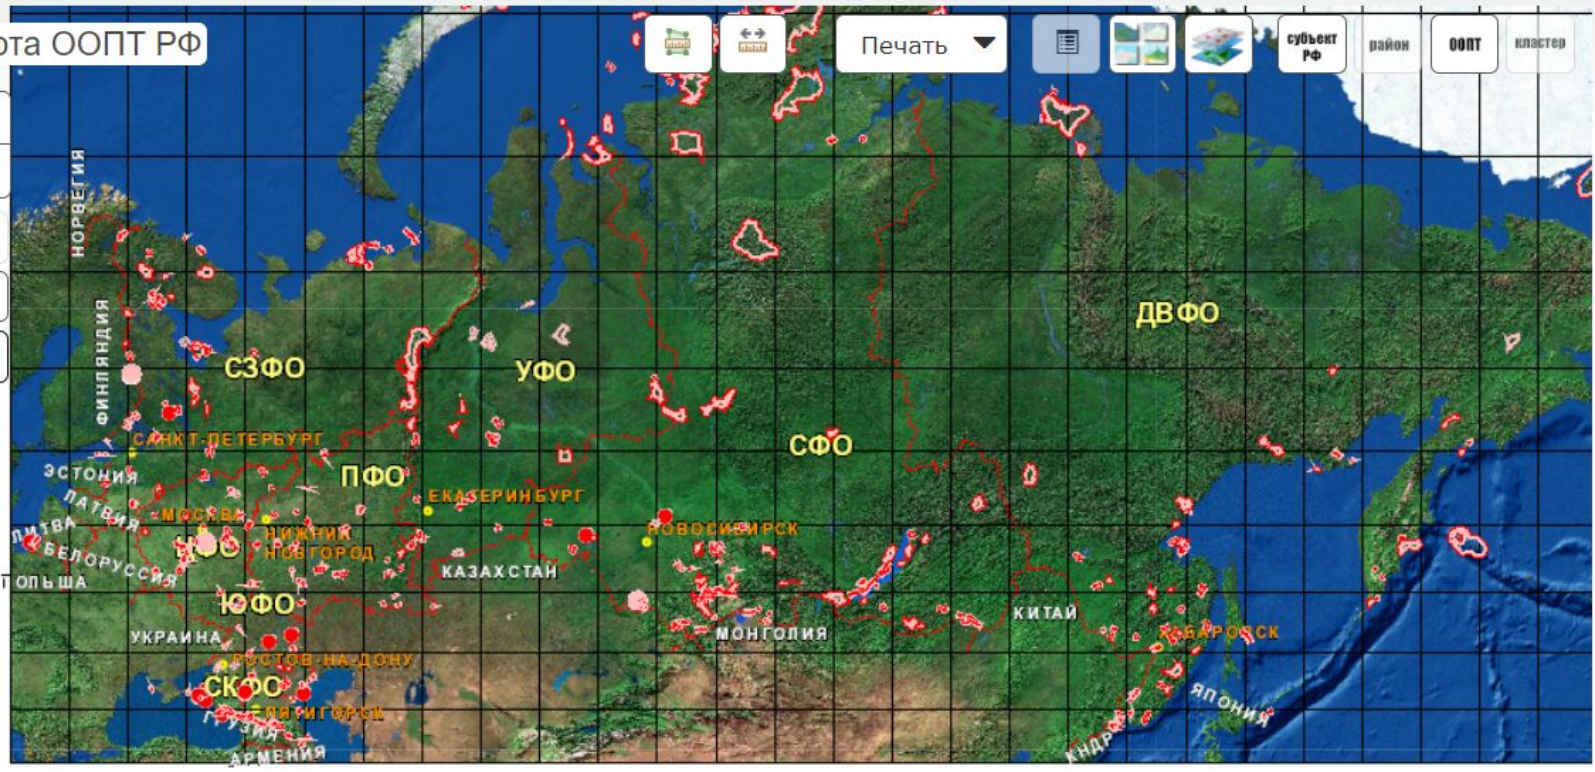 рта ООПТ РФ
Печать
субъект
РФ
район
ООПТ
кластер
НОРВЕГИЯ
ФИНЛЯНДИЯ
СЗФО
УФО
ДВФО
СФО
САНКТ-ПЕТЕРБУРГ
ЭСТОНИЯ
ПФО
ЕКАТЕРИНБУРГ
ЛАТВИЯ
МОСКВА
НОВОСИБИРСК
ЛИТВА
НИЖНИЙ
НОВГОРОД
ЦФО
БЕЛОРУССИЯ
КАЗАХСТАН
ПОЛЬША
ЮФО
КИТАЙ
УКРАИНА
МОНГОЛИЯ
ХАБАРОВСК
РОСТОВ-НА-ДОНУ
СКФО
ЯПОНИЯ
ПЯТИГОРСК
ГРУЗИЯ
АРМЕНИЯ
КНДР